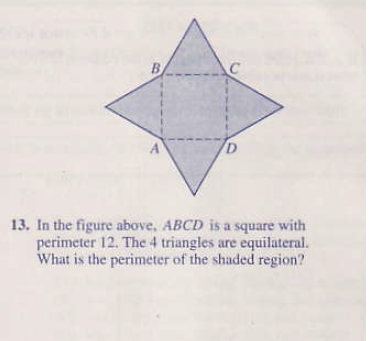 B C
A D
13. In the figure above, ABCD is a square with
perimeter 12. The 4 triangles are equilateral.
What is the perimeter of the shaded region?